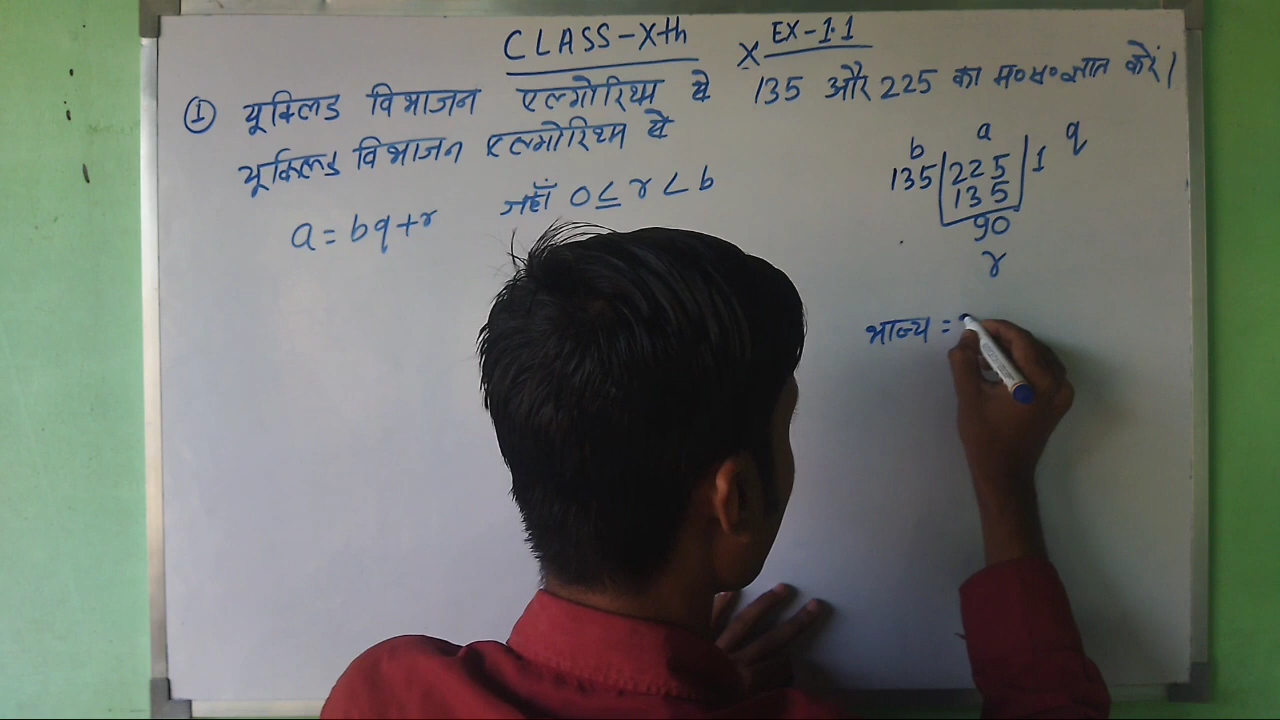 CLASS-Xth
X EX-1.1
① यूक्लिड विभाजन एल्गोरिथ्म से 135 और 225 का म०स० ज्ञात करें।
यूक्लिड विभाजन एल्गोरिथ्म से
a = bq+r जहाँ 0 ≤ r < b
b a q
135 225 1
135
90
r
भाज्य =